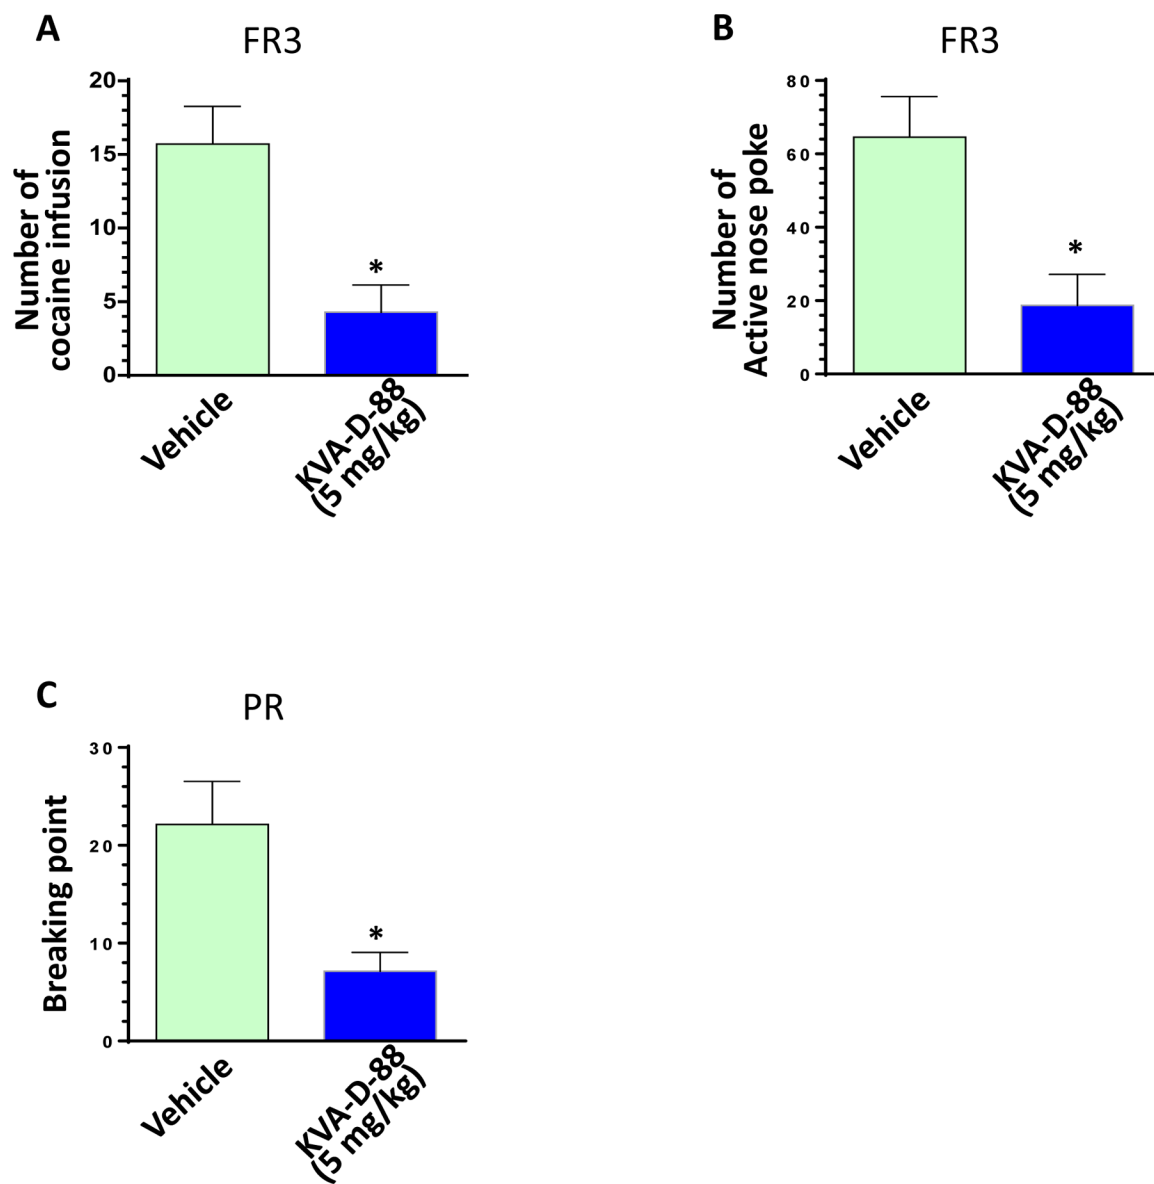 A
FR3
Number of
cocaine infusion
20
15
10
5
0
*
Vehicle
KVA-D-88
(5 mg/kg)
B
FR3
Number of
Active nose poke
80
60
40
20
0
*
Vehicle
KVA-D-88
(5 mg/kg)
C
PR
Breaking point
30
20
10
0
*
Vehicle
KVA-D-88
(5 mg/kg)